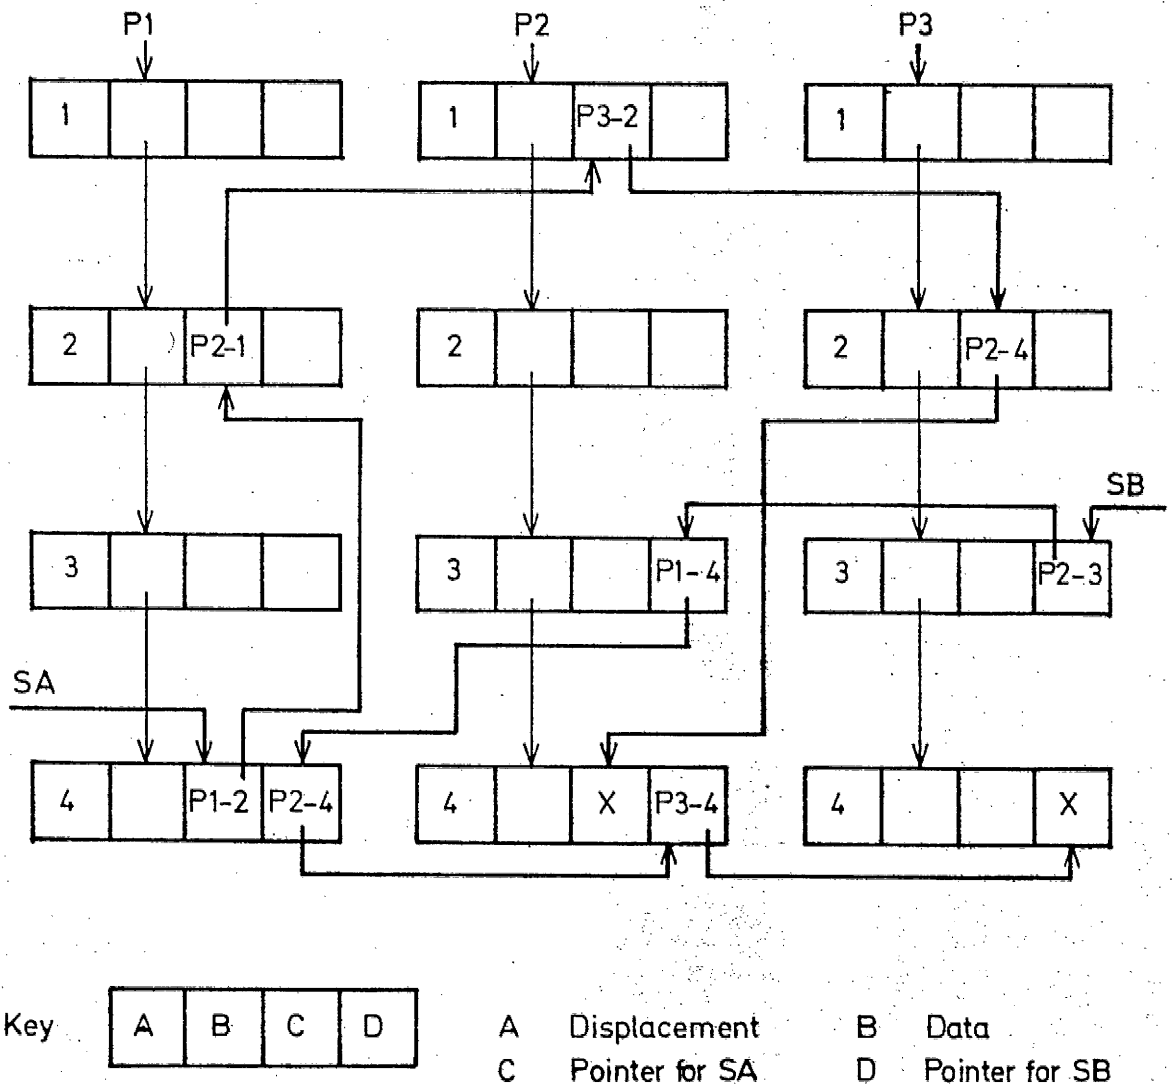 P1 P2 P3
1 1 P3-2 1
2 P2-1 2 2 P2-4
SB
3 3 P1-4 3 P2-3
SA
4 P1-2 P2-4 4 X P3-4 4 X
Key A B C D A Displacement B Data
C Pointer for SA D Pointer for SB